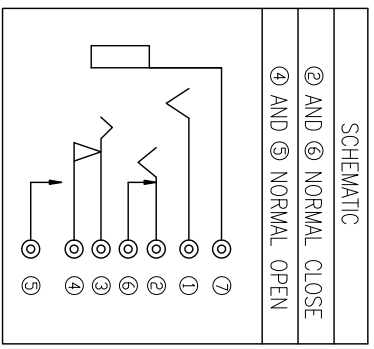 SCHEMATIC
② AND ⑥ NORMAL CLOSE
④ AND ⑤ NORMAL OPEN
⑦
①
②
⑥
③
④
⑤